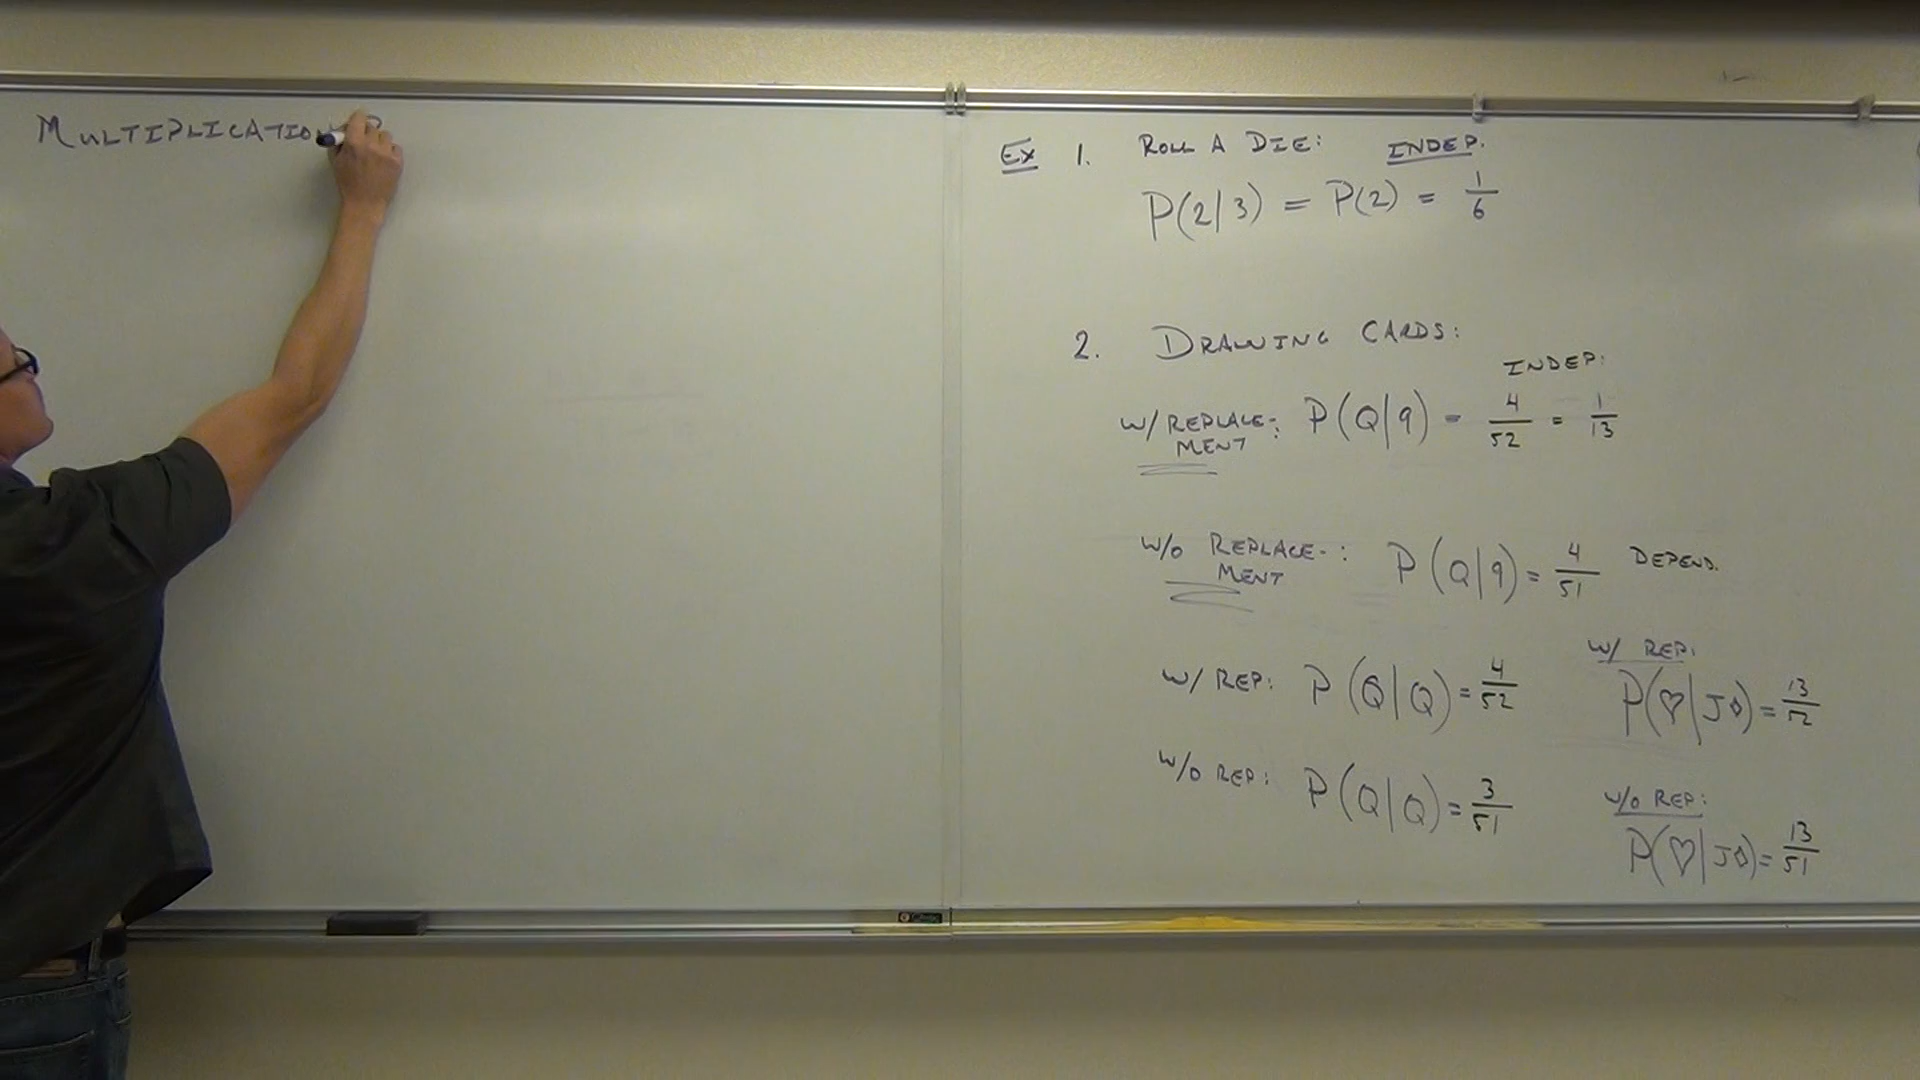 MULTIPLICATION
Ex 1. ROLL A DIE: INDEP.
P(2|3) = P(2) = 1/6
2. DRAWING CARDS:
INDEP.
W/ REPLACE-
MENT: P(Q|9) = 4/52 = 1/13
W/O REPLACE-
MENT: P(Q|9) = 4/51 DEPEND.
W/ REP: P(Q|Q) = 4/52
W/O REP: P(Q|Q) = 3/51
W/ REP:
P(♡|J◇) = 13/52
W/O REP:
P(♡|J◇) = 13/51